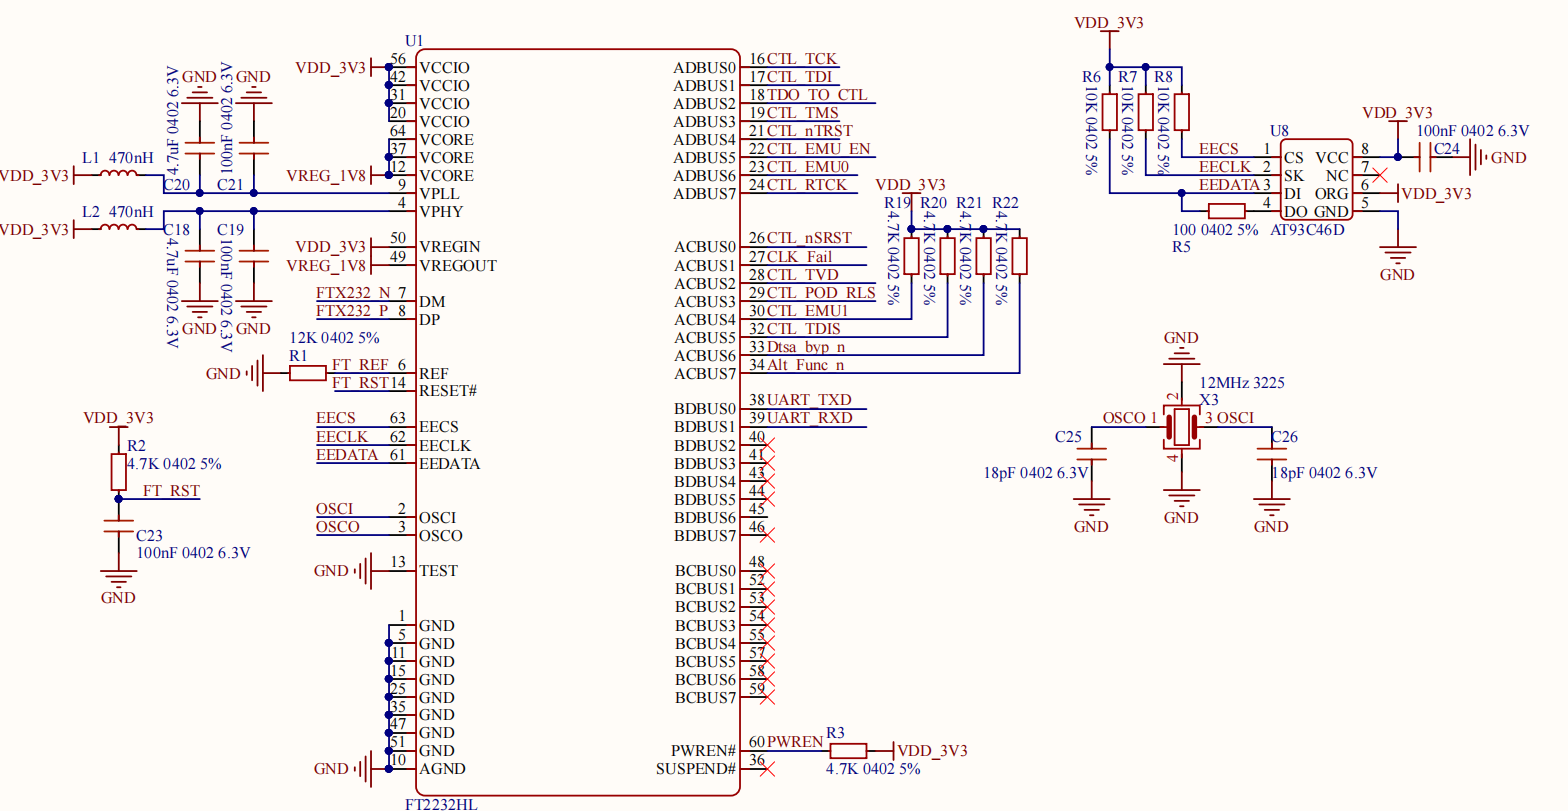 U1
VDD_3V3
56 VCCIO
42 VCCIO
31 VCCIO
20 VCCIO
64 VCORE
37 VCORE
VREG_1V8
12 VCORE
9 VPLL
4 VPHY
VDD_3V3
50 VREGIN
VREG_1V8
49 VREGOUT
FTX232_N 7 DM
FTX232_P 8 DP
12K 0402 5%
R1
GND
FT_REF 6 REF
FT_RST 14 RESET#
EECS 63 EECS
EECLK 62 EECLK
EEDATA 61 EEDATA
OSCI 2 OSCI
OSCO 3 OSCO
GND
13 TEST
1 GND
5 GND
11 GND
15 GND
25 GND
35 GND
47 GND
51 GND
GND
10 AGND
FT2232HL
GND GND
4.7uF 0402 6.3V
100nF 0402 6.3V
L1 470nH
VDD_3V3
C20 C21
L2 470nH
VDD_3V3
C18 C19
4.7uF 0402 6.3V
100nF 0402 6.3V
GND GND
VDD_3V3
R2
4.7K 0402 5%
FT_RST
C23
100nF 0402 6.3V
GND
ADBUS0 16 CTL_TCK
ADBUS1 17 CTL_TDI
ADBUS2 18 TDO_TO_CTL
ADBUS3 19 CTL_TMS
ADBUS4 21 CTL_nTRST
ADBUS5 22 CTL_EMU_EN
ADBUS6 23 CTL_EMU0
ADBUS7 24 CTL_RTCK
ACBUS0 26 CTL_nSRST
ACBUS1 27 CLK_Fail
ACBUS2 28 CTL_TVD
ACBUS3 29 CTL_POD_RLS
ACBUS4 30 CTL_EMU1
ACBUS5 32 CTL_TDIS
ACBUS6 33 Dtsa_byp_n
ACBUS7 34 Alt_Func_n
BDBUS0 38 UART_TXD
BDBUS1 39 UART_RXD
BDBUS2 40
BDBUS3 41
BDBUS4 43
BDBUS5 44
BDBUS6 45
BDBUS7 46
BCBUS0 48
BCBUS1 52
BCBUS2 53
BCBUS3 54
BCBUS4 55
BCBUS5 57
BCBUS6 58
BCBUS7 59
PWREN# 60 PWREN
R3
VDD_3V3
4.7K 0402 5%
SUSPEND# 36
VDD_3V3
R19 R20 R21 R22
4.7K 0402 5%
4.7K 0402 5%
4.7K 0402 5%
4.7K 0402 5%
VDD_3V3
R6 R7 R8
10K 0402 5%
10K 0402 5%
10K 0402 5%
U8
EECS 1 CS
EECLK 2 SK
EEDATA 3 DI
4 DO
VCC 8
NC 7
ORG 6
GND 5
AT93C46D
100 0402 5%
R5
VDD_3V3
100nF 0402 6.3V
C24
GND
VDD_3V3
GND
GND
12MHz 3225
X3
2
OSCO 1
3 OSCI
4
C25
18pF 0402 6.3V
C26
18pF 0402 6.3V
GND
GND
GND